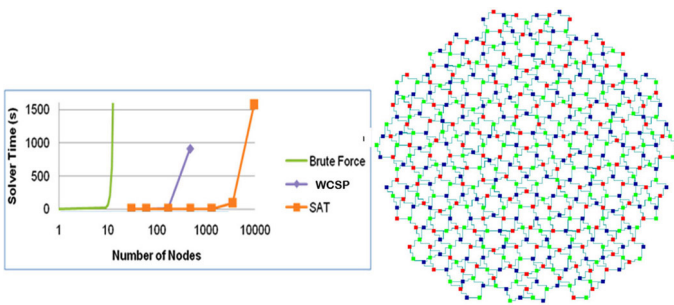 Solver Time (s)
1500
1000
500
0
1 10 100 1000 10000
Number of Nodes
Brute Force
WCSP
SAT